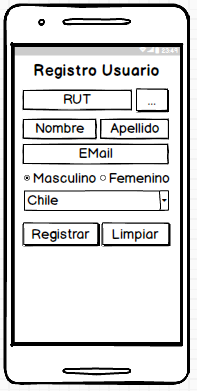 Registro Usuario
RUT ...
Nombre Apellido
EMail
Masculino Femenino
Chile
Registrar Limpiar